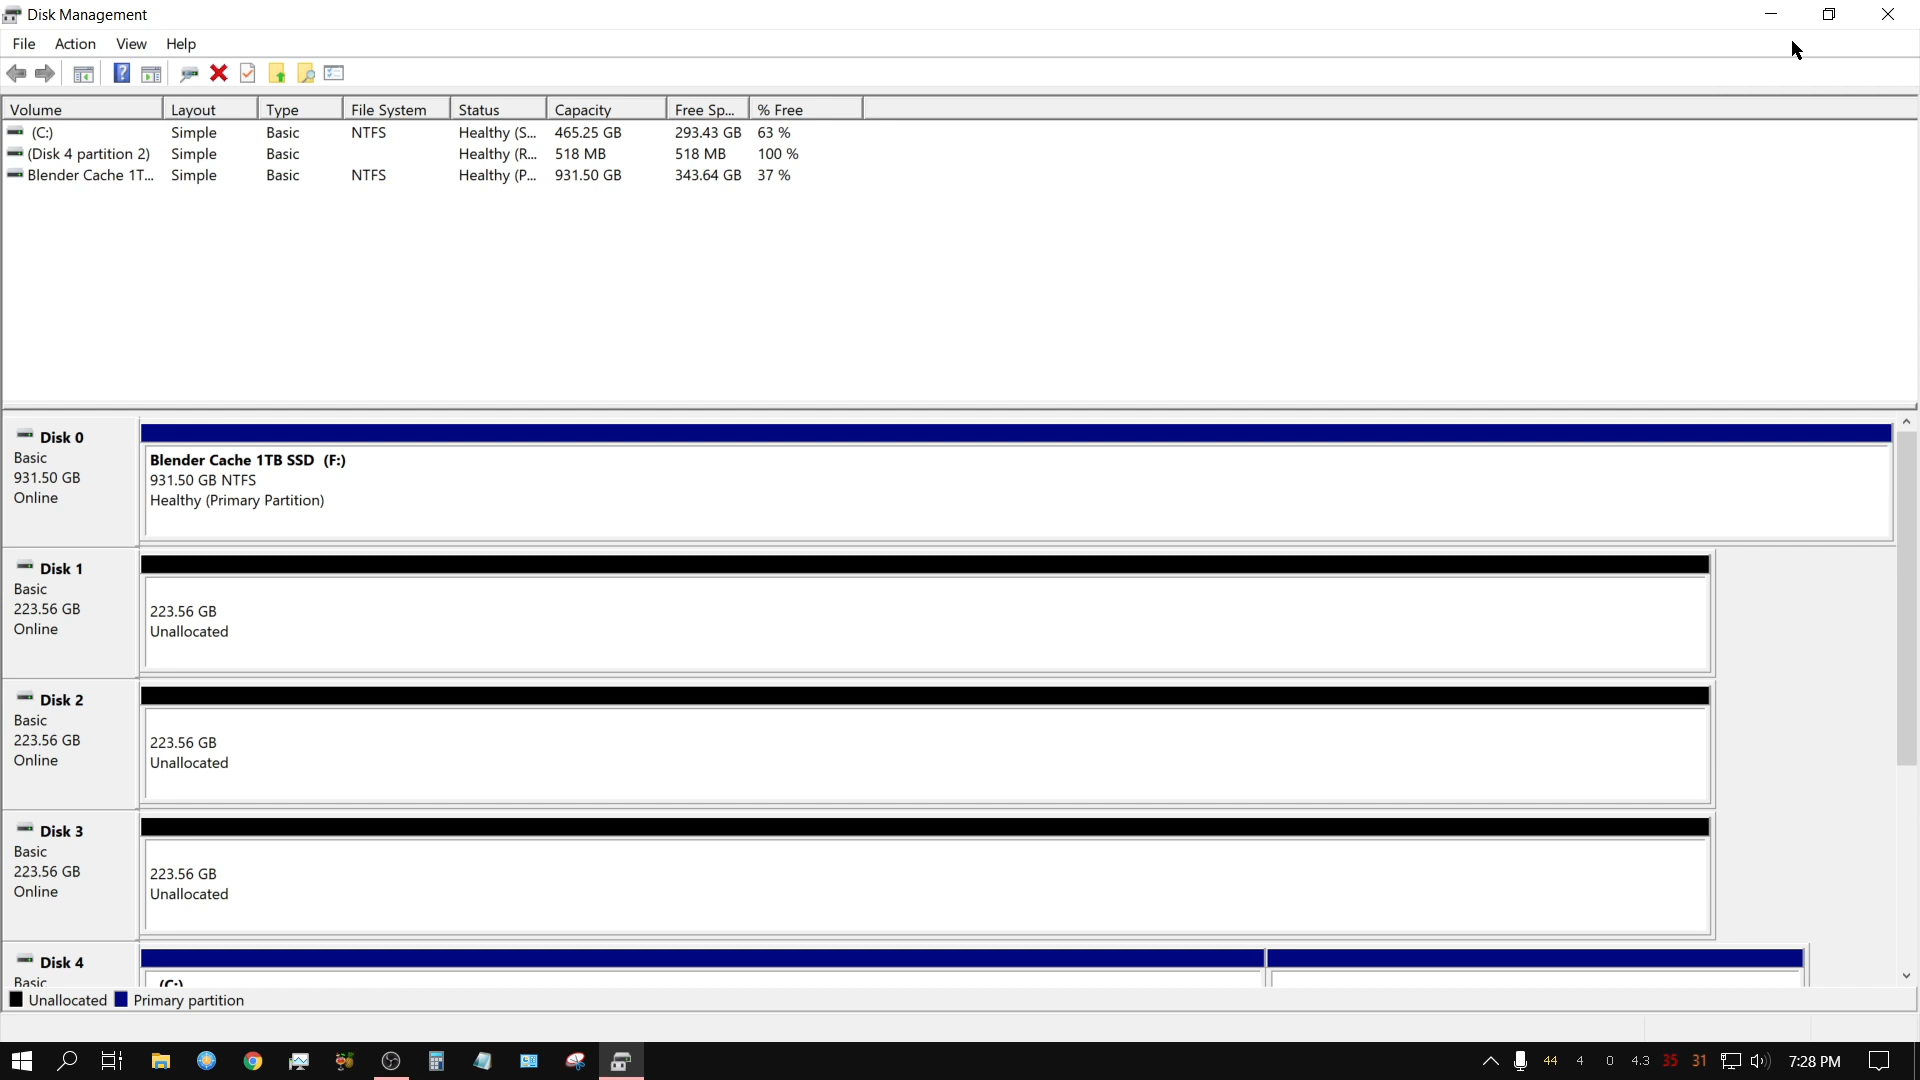 Disk Management
File Action View Help
Volume Layout Type File System Status Capacity Free Sp... % Free
(C:) Simple Basic NTFS Healthy (S... 465.25 GB 293.43 GB 63 %
(Disk 4 partition 2) Simple Basic Healthy (R... 518 MB 518 MB 100 %
Blender Cache 1T... Simple Basic NTFS Healthy (P... 931.50 GB 343.64 GB 37 %
Disk 0
Basic
931.50 GB
Online
Blender Cache 1TB SSD (F:)
931.50 GB NTFS
Healthy (Primary Partition)
Disk 1
Basic
223.56 GB
Online
223.56 GB
Unallocated
Disk 2
Basic
223.56 GB
Online
223.56 GB
Unallocated
Disk 3
Basic
223.56 GB
Online
223.56 GB
Unallocated
Disk 4
Basic
(C:)
Unallocated Primary partition
44 4 0 4.3 35 31 7:28 PM